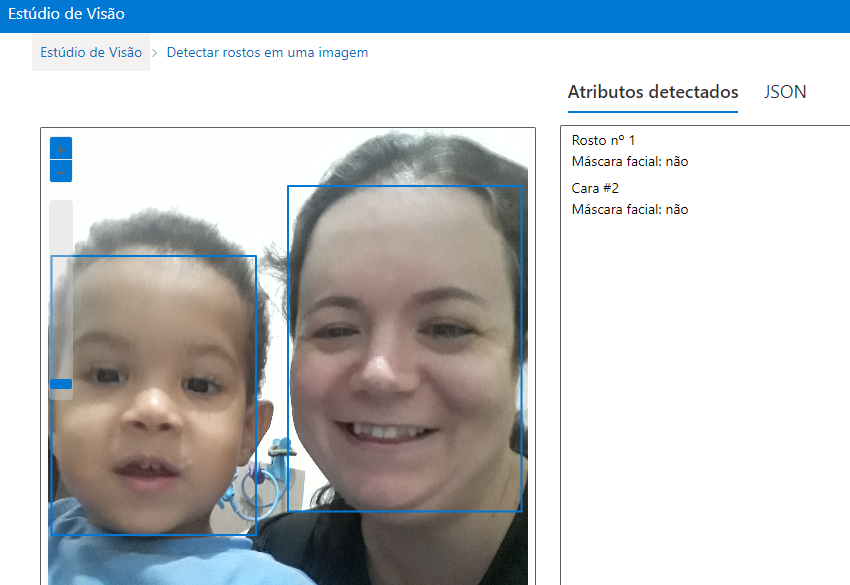 Estúdio de Visão
Estúdio de Visão > Detectar rostos em uma imagem
Atributos detectados JSON
+
−
Rosto nº 1
Máscara facial: não
Cara #2
Máscara facial: não